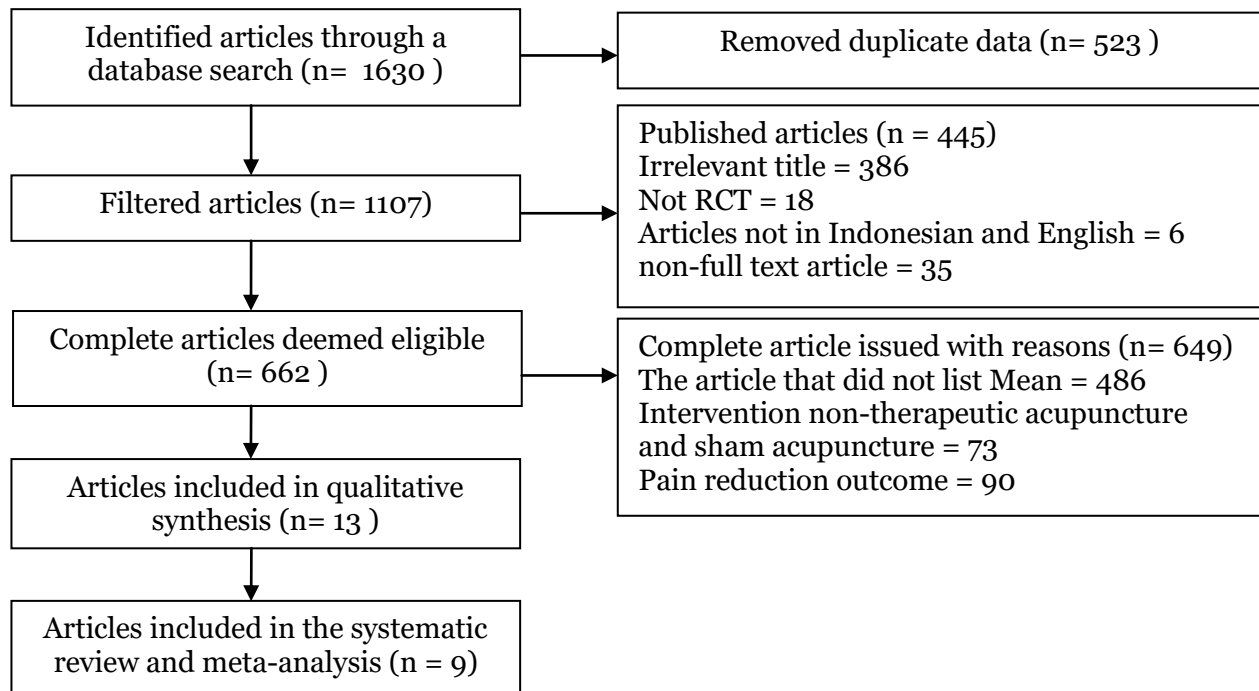 Identified articles through a
database search (n= 1630 )
Removed duplicate data (n= 523 )
Filtered articles (n= 1107)
Published articles (n = 445)
Irrelevant title = 386
Not RCT = 18
Articles not in Indonesian and English = 6
non-full text article = 35
Complete articles deemed eligible
(n= 662 )
Complete article issued with reasons (n= 649)
The article that did not list Mean = 486
Intervention non-therapeutic acupuncture
and sham acupuncture = 73
Pain reduction outcome = 90
Articles included in qualitative
synthesis (n= 13 )
Articles included in the systematic
review and meta-analysis (n = 9)